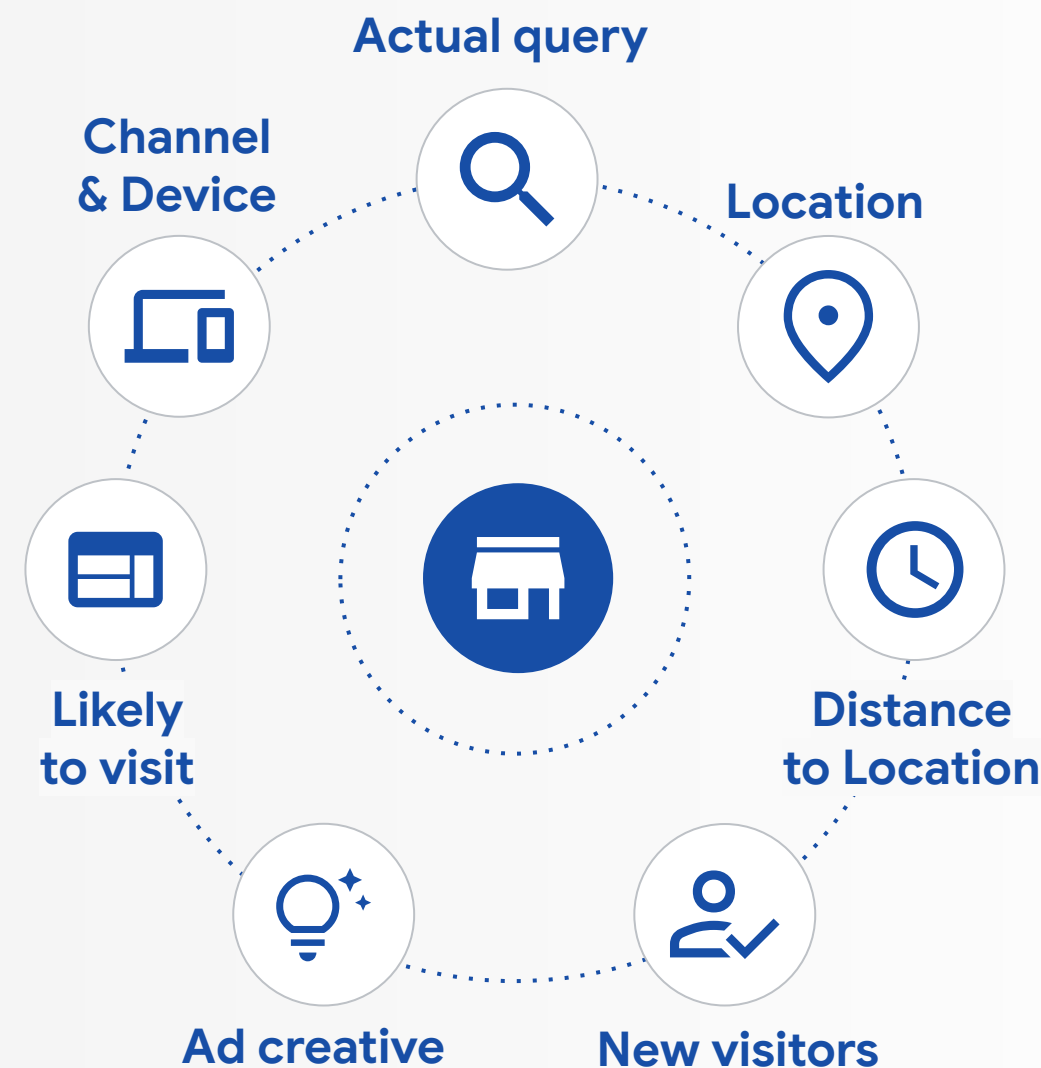 Actual query
Channel
& Device
Location
Likely
to visit
Distance
to Location
Ad creative
New visitors